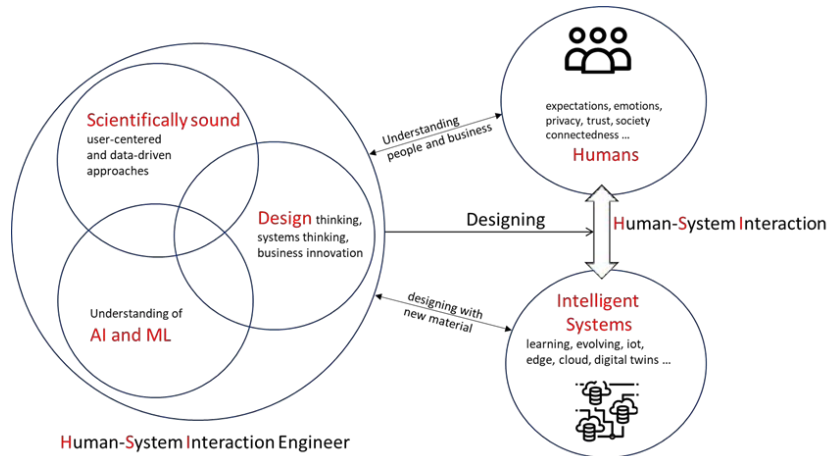 Scientifically sound
user-centered
and data-driven
approaches
Design thinking,
systems thinking,
business innovation
Understanding of
AI and ML
Human-System Interaction Engineer
Understanding
people and business
Designing
designing with
new material
expectations, emotions,
privacy, trust, society
connectedness ...
Humans
Human-System Interaction
Intelligent
Systems
learning, evolving, iot,
edge, cloud, digital twins ...